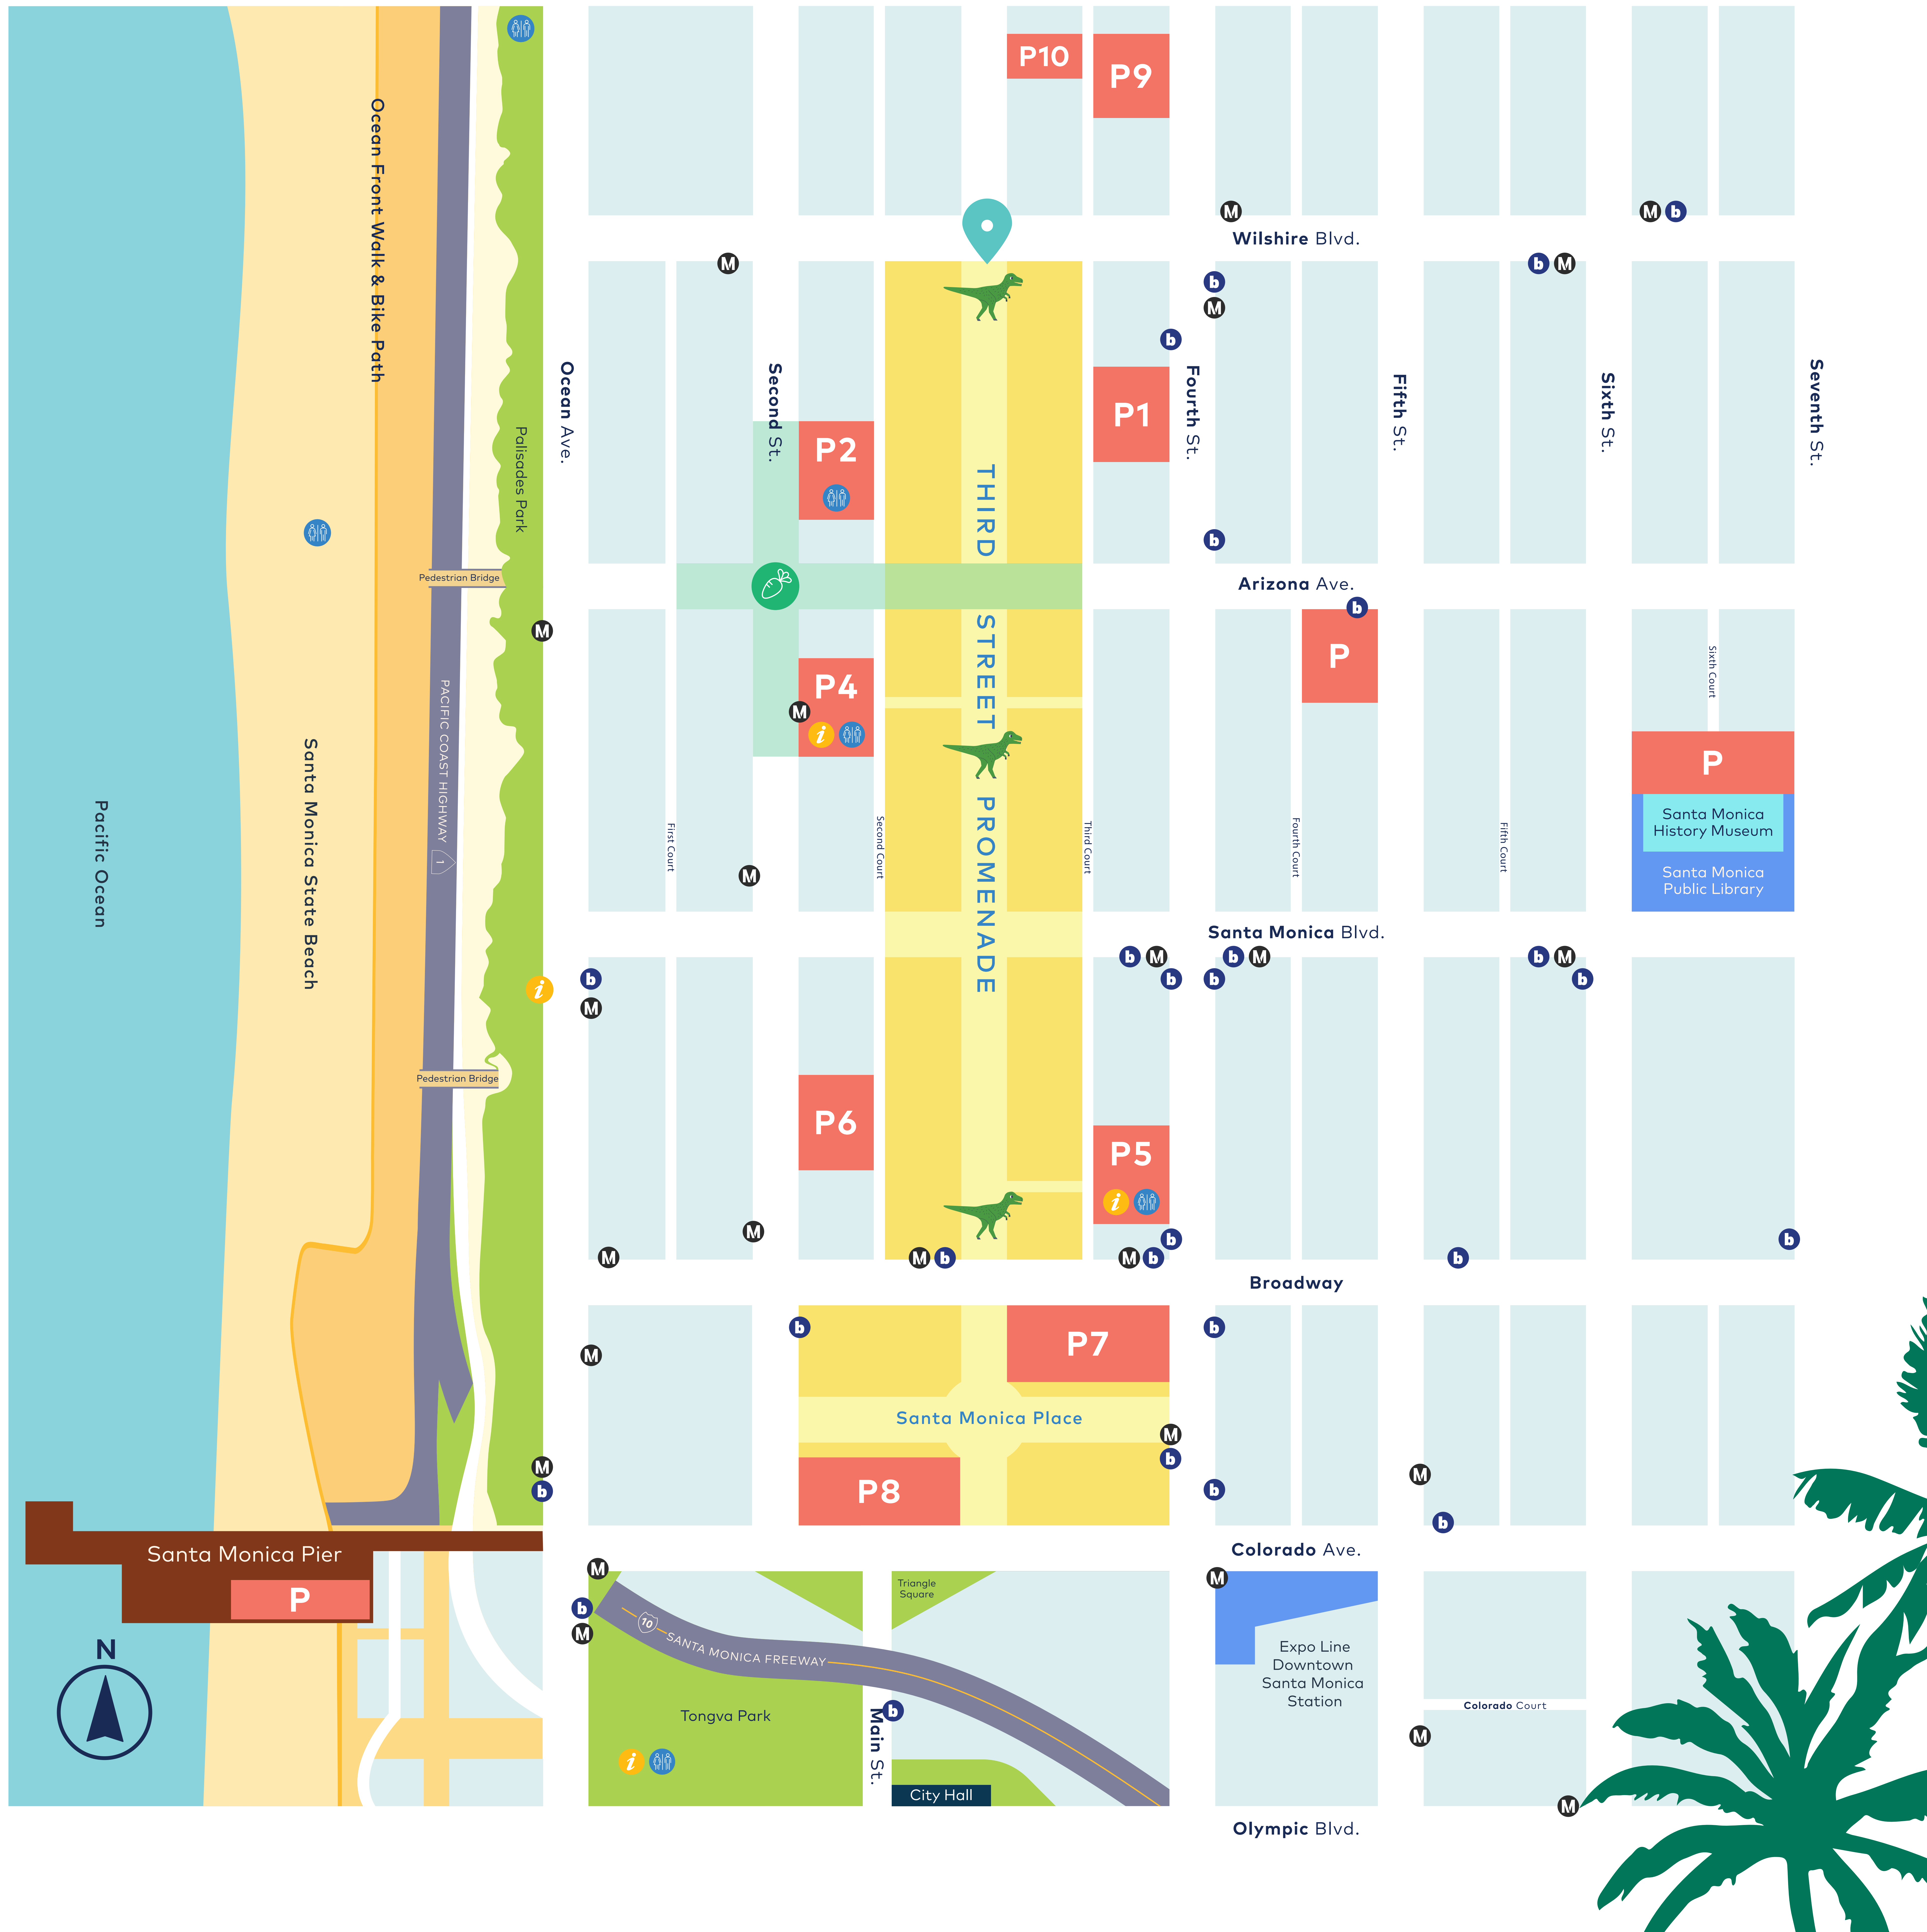 P10
P9
M
M
b
Wilshire Blvd.
M
b
M
b
M
b
Ocean Front Walk & Bike Path
Palisades Park
Ocean Ave.
Second St.
Fourth St.
Fifth St.
Sixth St.
Seventh St.
P1
P2
THIRD STREET PROMENADE
b
Pedestrian Bridge
Arizona Ave.
b
M
P
P4
M
i
Sixth Court
PACIFIC COAST HIGHWAY
1
Santa Monica State Beach
Pacific Ocean
P
Santa Monica
History Museum
Santa Monica
Public Library
First Court
Second Court
Third Court
Fourth Court
Fifth Court
M
Santa Monica Blvd.
b
M
b
M
b
M
b
b
b
b
i
M
Pedestrian Bridge
P6
P5
i
M
b
b
M
M
b
M
b
b
Broadway
b
P7
b
M
Santa Monica Place
M
b
M
b
P8
b
M
b
Santa Monica Pier
P
Colorado Ave.
M
b
M
Triangle
Square
M
10
SANTA MONICA FREEWAY
Expo Line
Downtown
Santa Monica
Station
N
Tongva Park
i
Main St.
b
City Hall
Colorado Court
M
M
Olympic Blvd.